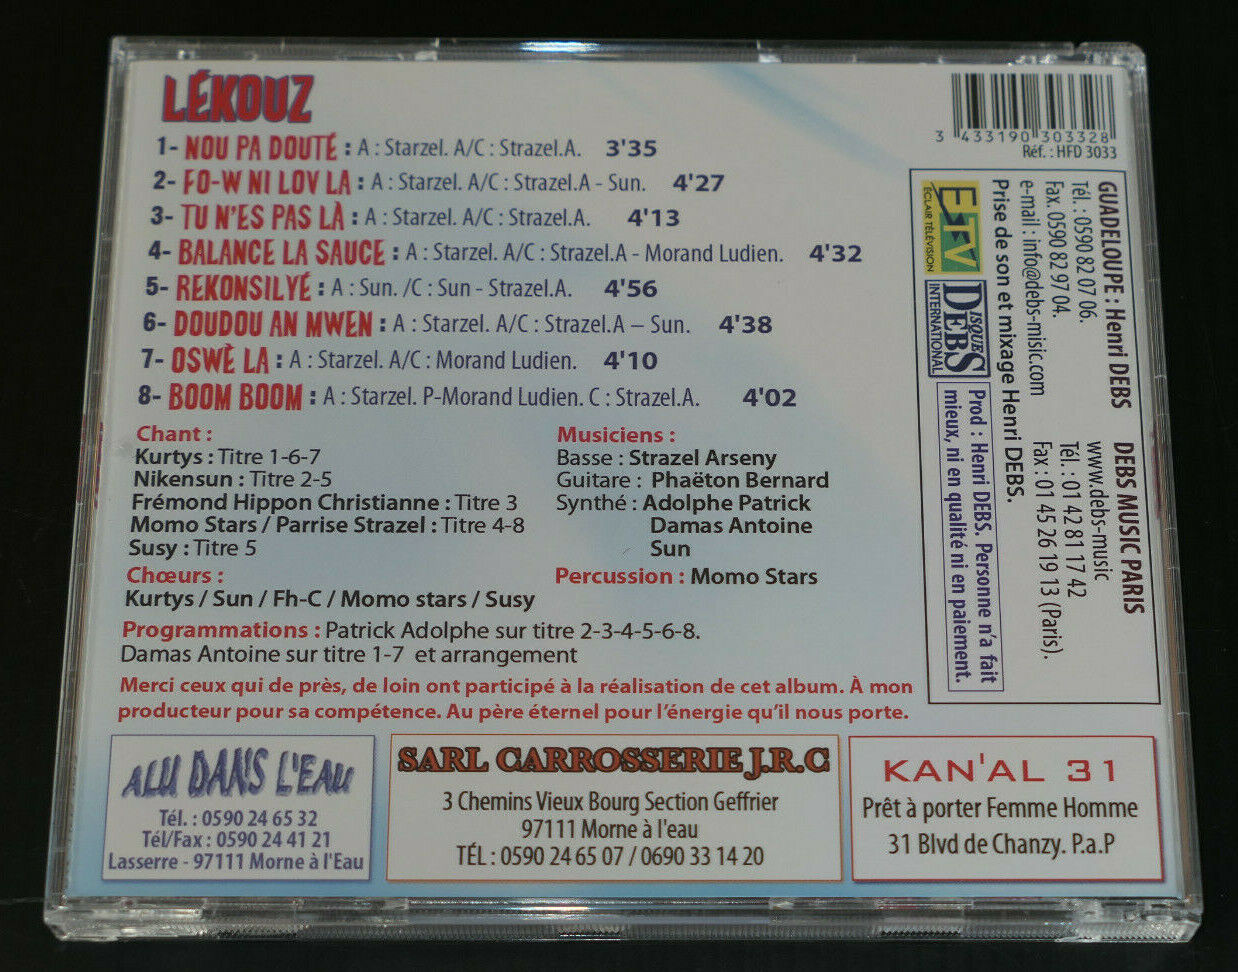 LÉKOUZ
1- NOU PA DOUTÉ : A : Starzel. A/C : Strazel.A. 3'35
2- FO-W NI LOV LA : A : Starzel. A/C : Strazel.A - Sun. 4'27
3- TU N'ES PAS LÀ : A : Starzel. A/C : Strazel.A. 4'13
4- BALANCE LA SAUCE : A : Starzel. A/C : Strazel.A - Morand Ludien. 4'32
5- REKONSILYÉ : A : Sun. /C : Sun - Strazel.A. 4'56
6- DOUDOU AN MWEN : A : Starzel. A/C : Strazel.A – Sun. 4'38
7- OSWÈ LA : A : Starzel. A/C : Morand Ludien. 4'10
8- BOOM BOOM : A : Starzel. P-Morand Ludien. C : Strazel.A. 4'02
Chant :
Kurtys : Titre 1-6-7
Nikensun : Titre 2-5
Frémond Hippon Christianne : Titre 3
Momo Stars / Parrise Strazel : Titre 4-8
Susy : Titre 5
Chœurs :
Kurtys / Sun / Fh-C / Momo stars / Susy
Musiciens :
Basse : Strazel Arseny
Guitare : Phaëton Bernard
Synthé : Adolphe Patrick
Damas Antoine
Sun
Percussion : Momo Stars
Programmations : Patrick Adolphe sur titre 2-3-4-5-6-8.
Damas Antoine sur titre 1-7 et arrangement
Merci ceux qui de près, de loin ont participé à la réalisation de cet album. À mon
producteur pour sa compétence. Au père éternel pour l'énergie qu'il nous porte.
3 433190 303328
Réf. : HFD 3033
GUADELOUPE : Henri DEBS
Tél. : 0590 82 07 06.
Fax. 0590 82 97 04.
e-mail : info@debs-music.com
Prise de son et mixage Henri DEBS.
DEBS MUSIC PARIS
www.debs-music
Tél. : 01 42 81 17 42
Fax : 01 45 26 19 13 (Paris).
ETV
ÉCLAIR TÉLÉVISION
DISQUES DEBS
INTERNATIONAL
Prod : Henri DEBS. Personne n'a fait
mieux, ni en qualité ni en paiement.
ALU DANS L'EAU
Tél. : 0590 24 65 32
Tél/Fax : 0590 24 41 21
Lasserre - 97111 Morne à l'Eau
SARL CARROSSERIE J.R.C
3 Chemins Vieux Bourg Section Geffrier
97111 Morne à l'eau
TÉL : 0590 24 65 07 / 0690 33 14 20
KAN'AL 31
Prêt à porter Femme Homme
31 Blvd de Chanzy. P.a.P